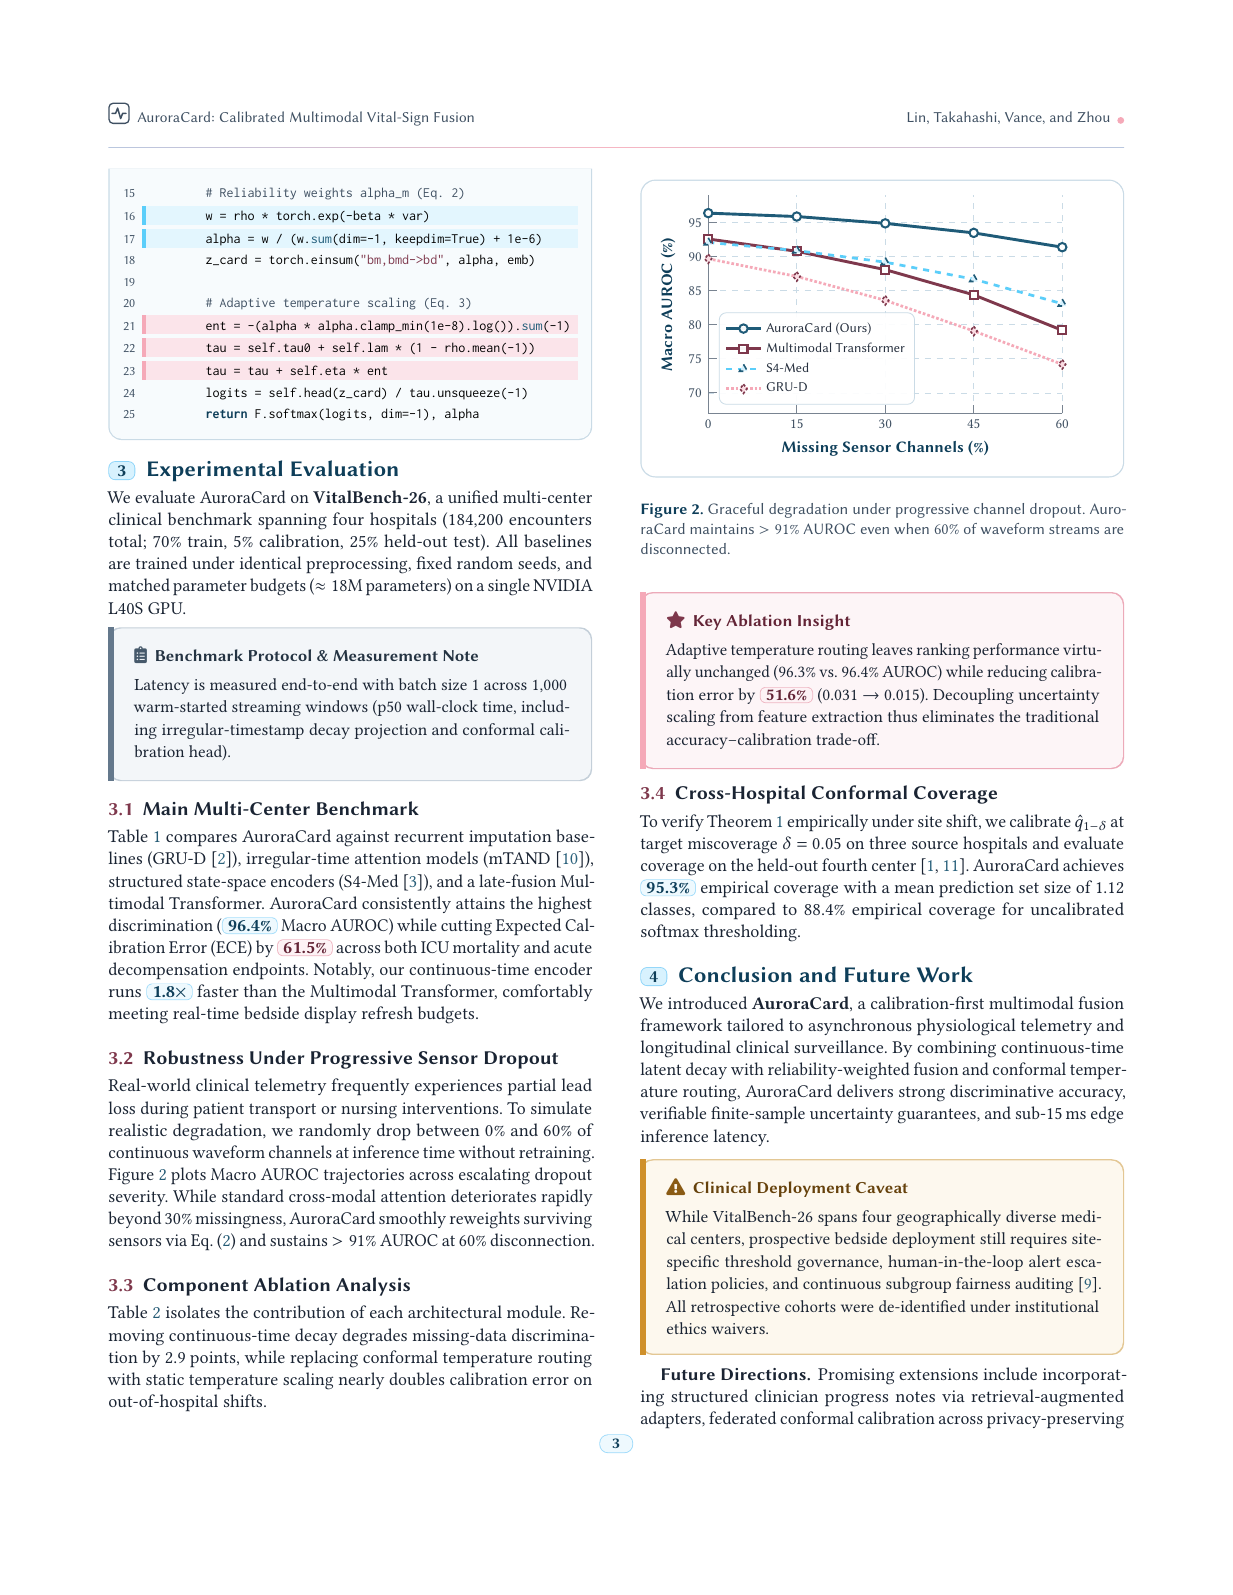 AuroraCard: Calibrated Multimodal Vital-Sign Fusion
Lin, Takahashi, Vance, and Zhou
15 # Reliability weights alpha_m (Eq. 2)
16 w = rho * torch.exp(-beta * var)
17 alpha = w / (w.sum(dim=-1, keepdim=True) + 1e-6)
18 z_card = torch.einsum("bm,bmd->bd", alpha, emb)
19
20 # Adaptive temperature scaling (Eq. 3)
21 ent = -(alpha * alpha.clamp_min(1e-8).log()).sum(-1)
22 tau = self.tau0 + self.lam * (1 - rho.mean(-1))
23 tau = tau + self.eta * ent
24 logits = self.head(z_card) / tau.unsqueeze(-1)
25 return F.softmax(logits, dim=-1), alpha
3 Experimental Evaluation
We evaluate AuroraCard on VitalBench-26, a unified multi-center
clinical benchmark spanning four hospitals (184,200 encounters
total; 70% train, 5% calibration, 25% held-out test). All baselines
are trained under identical preprocessing, fixed random seeds, and
matched parameter budgets (≈ 18M parameters) on a single NVIDIA
L40S GPU.
Benchmark Protocol & Measurement Note
Latency is measured end-to-end with batch size 1 across 1,000
warm-started streaming windows (p50 wall-clock time, includ-
ing irregular-timestamp decay projection and conformal cali-
bration head).
3.1 Main Multi-Center Benchmark
Table 1 compares AuroraCard against recurrent imputation base-
lines (GRU-D [2]), irregular-time attention models (mTAND [10]),
structured state-space encoders (S4-Med [3]), and a late-fusion Mul-
timodal Transformer. AuroraCard consistently attains the highest
discrimination (96.4% Macro AUROC) while cutting Expected Cal-
ibration Error (ECE) by 61.5% across both ICU mortality and acute
decompensation endpoints. Notably, our continuous-time encoder
runs 1.8× faster than the Multimodal Transformer, comfortably
meeting real-time bedside display refresh budgets.
3.2 Robustness Under Progressive Sensor Dropout
Real-world clinical telemetry frequently experiences partial lead
loss during patient transport or nursing interventions. To simulate
realistic degradation, we randomly drop between 0% and 60% of
continuous waveform channels at inference time without retraining.
Figure 2 plots Macro AUROC trajectories across escalating dropout
severity. While standard cross-modal attention deteriorates rapidly
beyond 30% missingness, AuroraCard smoothly reweights surviving
sensors via Eq. (2) and sustains > 91% AUROC at 60% disconnection.
3.3 Component Ablation Analysis
Table 2 isolates the contribution of each architectural module. Re-
moving continuous-time decay degrades missing-data discrimina-
tion by 2.9 points, while replacing conformal temperature routing
with static temperature scaling nearly doubles calibration error on
out-of-hospital shifts.
Macro AUROC (%)
95
90
85
80
75
70
AuroraCard (Ours)
Multimodal Transformer
S4-Med
GRU-D
0 15 30 45 60
Missing Sensor Channels (%)
Figure 2. Graceful degradation under progressive channel dropout. Auro-
raCard maintains > 91% AUROC even when 60% of waveform streams are
disconnected.
Key Ablation Insight
Adaptive temperature routing leaves ranking performance virtu-
ally unchanged (96.3% vs. 96.4% AUROC) while reducing calibra-
tion error by 51.6% (0.031 → 0.015). Decoupling uncertainty
scaling from feature extraction thus eliminates the traditional
accuracy–calibration trade-off.
3.4 Cross-Hospital Conformal Coverage
To verify Theorem 1 empirically under site shift, we calibrate q̂₁₋δ at
target miscoverage δ = 0.05 on three source hospitals and evaluate
coverage on the held-out fourth center [1, 11]. AuroraCard achieves
95.3% empirical coverage with a mean prediction set size of 1.12
classes, compared to 88.4% empirical coverage for uncalibrated
softmax thresholding.
4 Conclusion and Future Work
We introduced AuroraCard, a calibration-first multimodal fusion
framework tailored to asynchronous physiological telemetry and
longitudinal clinical surveillance. By combining continuous-time
latent decay with reliability-weighted fusion and conformal temper-
ature routing, AuroraCard delivers strong discriminative accuracy,
verifiable finite-sample uncertainty guarantees, and sub-15 ms edge
inference latency.
Clinical Deployment Caveat
While VitalBench-26 spans four geographically diverse medi-
cal centers, prospective bedside deployment still requires site-
specific threshold governance, human-in-the-loop alert esca-
lation policies, and continuous subgroup fairness auditing [9].
All retrospective cohorts were de-identified under institutional
ethics waivers.
Future Directions. Promising extensions include incorporat-
ing structured clinician progress notes via retrieval-augmented
adapters, federated conformal calibration across privacy-preserving
3